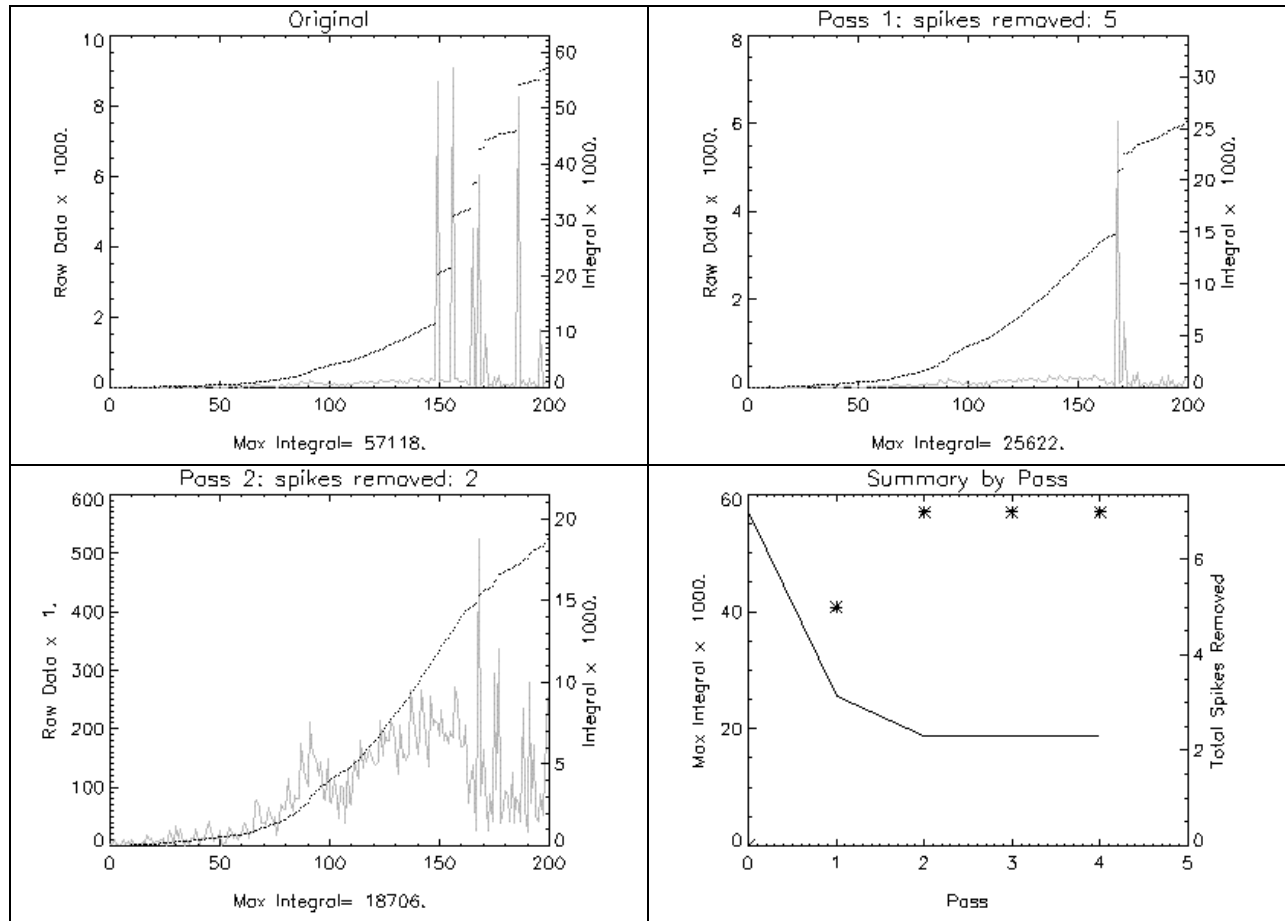 Original
10
8
6
4
2
0
Raw Data x 1000.
60
50
40
30
20
10
0
Integral x 1000.
0 50 100 150 200
Max Integral= 57118.
Pass 1: spikes removed: 5
8
6
4
2
0
Raw Data x 1000.
30
25
20
15
10
5
0
Integral x 1000.
0 50 100 150 200
Max Integral= 25622.
Pass 2: spikes removed: 2
600
500
400
300
200
100
0
Raw Data x 1.
20
15
10
5
0
Integral x 1000.
0 50 100 150 200
Max Integral= 18706.
Summary by Pass
60
40
20
0
Max Integral x 1000.
6
4
2
0
Total Spikes Removed
0 1 2 3 4 5
Pass